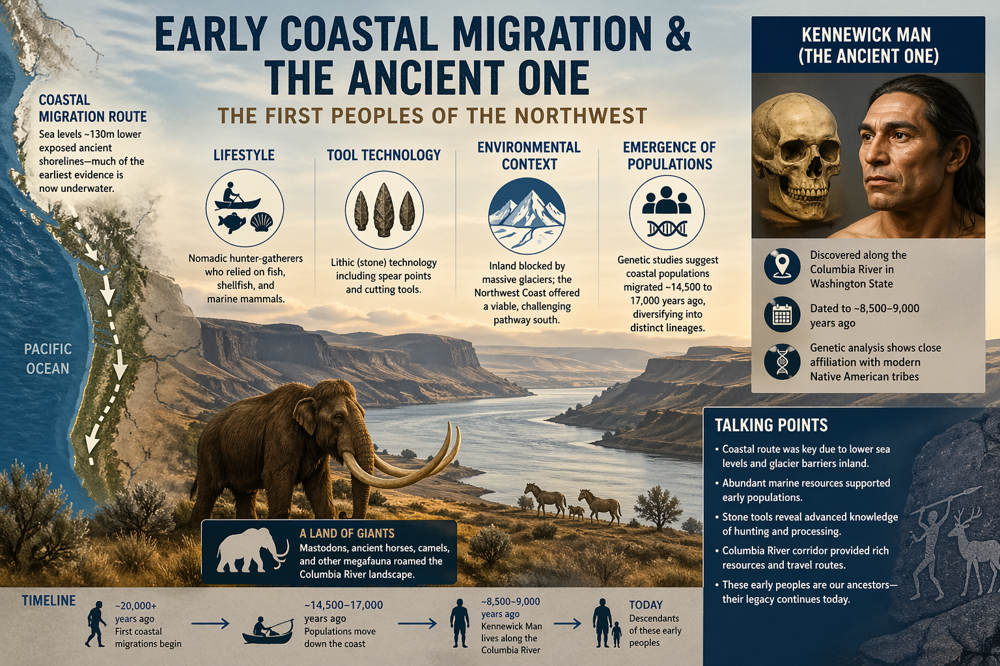 EARLY COASTAL MIGRATION &
THE ANCIENT ONE
THE FIRST PEOPLES OF THE NORTHWEST
COASTAL
MIGRATION ROUTE
Sea levels ~130m lower
exposed ancient
shorelines—much of the
earliest evidence is
now underwater.
PACIFIC
OCEAN
LIFESTYLE
Nomadic hunter-gatherers
who relied on fish,
shellfish, and
marine mammals.
TOOL TECHNOLOGY
Lithic (stone) technology
including spear points
and cutting tools.
ENVIRONMENTAL
CONTEXT
Inland blocked by
massive glaciers; the
Northwest Coast offered
a viable, challenging
pathway south.
EMERGENCE OF
POPULATIONS
Genetic studies suggest
coastal populations
migrated ~14,500 to
17,000 years ago,
diversifying into
distinct lineages.
KENNEWICK MAN
(THE ANCIENT ONE)
Discovered along the
Columbia River in
Washington State
Dated to ~8,500–9,000
years ago
Genetic analysis shows close
affiliation with modern
Native American tribes
A LAND OF GIANTS
Mastodons, ancient horses, camels,
and other megafauna roamed the
Columbia River landscape.
TALKING POINTS
• Coastal route was key due to lower sea
levels and glacier barriers inland.
• Abundant marine resources supported
early populations.
• Stone tools reveal advanced knowledge
of hunting and processing.
• Columbia River corridor provided rich
resources and travel routes.
• These early peoples are our ancestors—
their legacy continues today.
TIMELINE
~20,000+
years ago
First coastal
migrations begin
~14,500–17,000
years ago
Populations move
down the coast
~8,500–9,000
years ago
Kennewick Man
lives along the
Columbia River
TODAY
Descendants
of these early
peoples